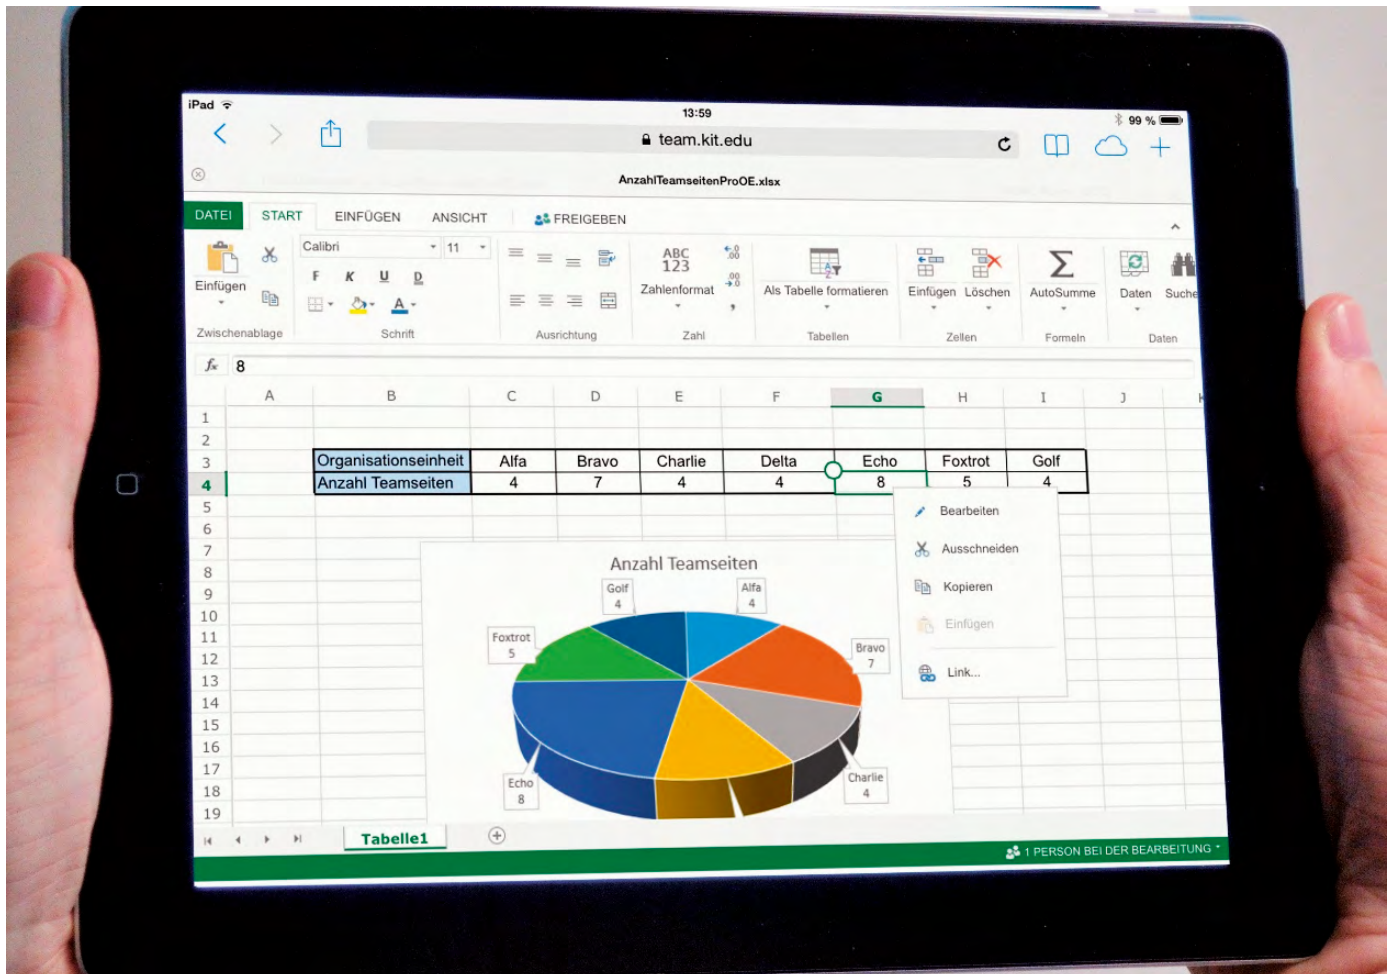 iPad
13:59
99 %
team.kit.edu
AnzahlTeamseitenProOE.xlsx
DATEI START EINFÜGEN ANSICHT FREIGEBEN
Calibri 11
F K U D
ABC
123
Einfügen
Zahlenformat
Als Tabelle formatieren
Einfügen Löschen AutoSumme Daten Suche
Zwischenablage Schrift Ausrichtung Zahl Tabellen Zellen Formeln Daten
fx 8
A B C D E F G H I J K
1
2
3 Organisationseinheit Alfa Bravo Charlie Delta Echo Foxtrot Golf
4 Anzahl Teamseiten 4 7 4 4 8 5 4
5
6
7
8
9
10
11
12
13
14
15
16
17
18
19
Bearbeiten
Ausschneiden
Kopieren
Einfügen
Link...
Anzahl Teamseiten
Golf
4
Alfa
4
Foxtrot
5
Bravo
7
Echo
8
Charlie
4
Tabelle1
1 PERSON BEI DER BEARBEITUNG